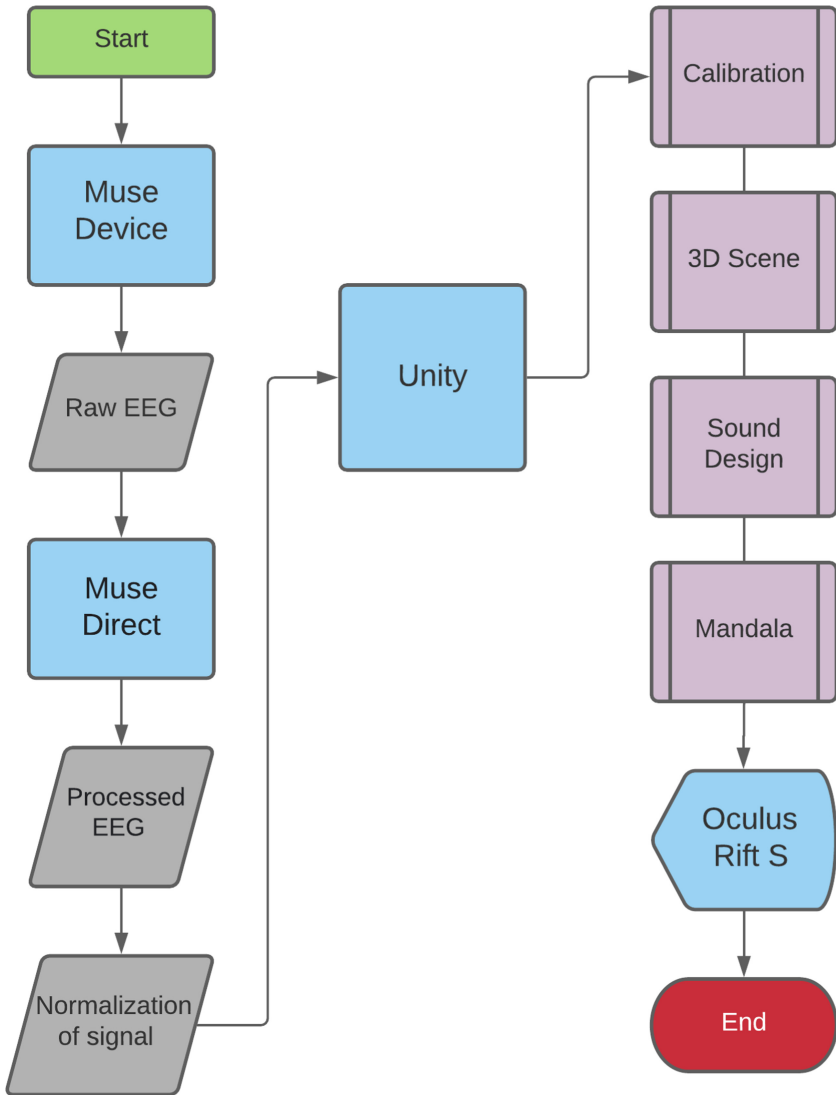 Start
Muse
Device
Raw EEG
Muse
Direct
Processed
EEG
Normalization
of signal
Unity
Calibration
3D Scene
Sound
Design
Mandala
Oculus
Rift S
End